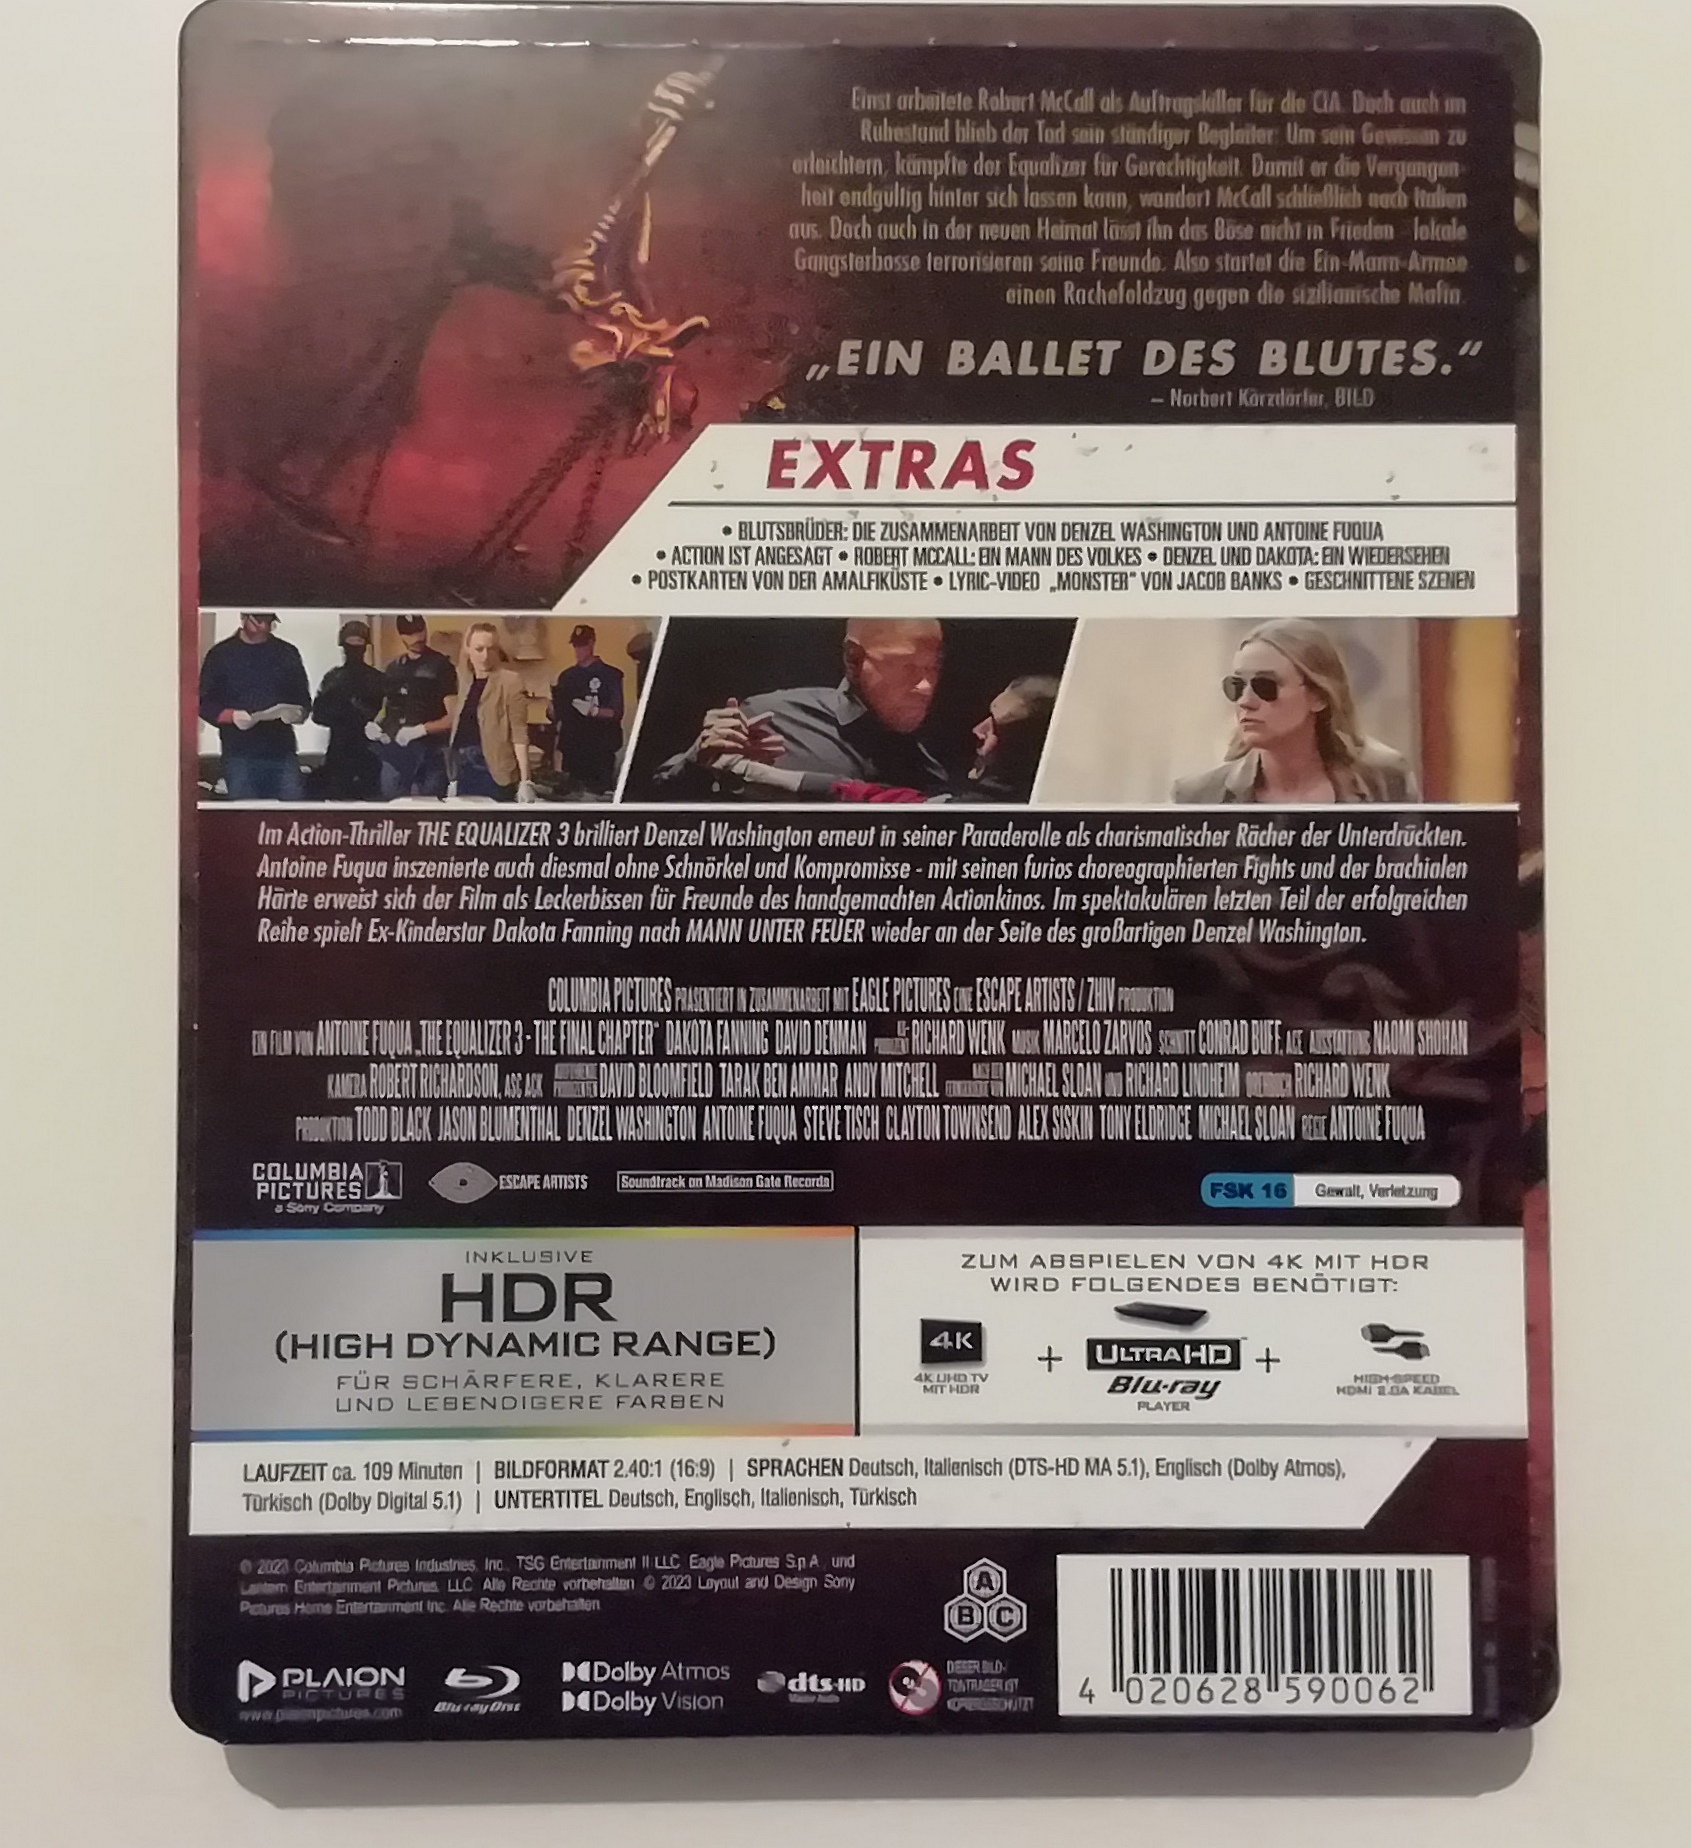 Einst arbeitete Robert McCall als Auftragskiller für die CIA. Doch auch im
Ruhestand blieb der Tod sein ständiger Begleiter. Um sein Gewissen zu
erleichtern, kämpfte der Equalizer für Gerechtigkeit. Damit er die Vergangen-
heit endgültig hinter sich lassen kann, wandert McCall schließlich nach Italien
aus. Doch auch in der neuen Heimat lässt ihn das Böse nicht in Frieden - lokale
Gangsterbosse terrorisieren seine Freunde. Also startet die Ein-Mann-Armee
einen Rachefeldzug gegen die sizilianische Mafia.
„EIN BALLET DES BLUTES.“
– Norbert Körzdörfer, BILD
EXTRAS
• BLUTSBRÜDER: DIE ZUSAMMENARBEIT VON DENZEL WASHINGTON UND ANTOINE FUQUA
• ACTION IST ANGESAGT • ROBERT MCCALL: EIN MANN DES VOLKES • DENZEL UND DAKOTA: EIN WIEDERSEHEN
• POSTKARTEN VON DER AMALFIKÜSTE • LYRIC-VIDEO „MONSTER“ VON JACOB BANKS • GESCHNITTENE SZENEN
Im Action-Thriller THE EQUALIZER 3 brilliert Denzel Washington erneut in seiner Paraderolle als charismatischer Rächer der Unterdrückten.
Antoine Fuqua inszenierte auch diesmal ohne Schnörkel und Kompromisse - mit seinen furios choreographierten Fights und der brachialen
Härte erweist sich der Film als Leckerbissen für Freunde des handgemachten Actionkinos. Im spektakulären letzten Teil der erfolgreichen
Reihe spielt Ex-Kinderstar Dakota Fanning nach MANN UNTER FEUER wieder an der Seite des großartigen Denzel Washington.
COLUMBIA PICTURES PRÄSENTIERT IN ZUSAMMENARBEIT MIT EAGLE PICTURES EINE ESCAPE ARTISTS / ZHIV PRODUKTION
EIN FILM VON ANTOINE FUQUA „THE EQUALIZER 3 - THE FINAL CHAPTER“ DAKOTA FANNING DAVID DENMAN RICHARD WENK MUSIK MARCELO ZARVOS SCHNITT CONRAD BUFF, ACE AUSSTATTUNG NAOMI SHOHAN
KAMERA ROBERT RICHARDSON, ASC AÖK DAVID BLOOMFIELD TARAK BEN AMMAR ANDY MITCHELL MICHAEL SLOAN UND RICHARD LINDHEIM DREHBUCH RICHARD WENK
PRODUKTION TODD BLACK JASON BLUMENTHAL DENZEL WASHINGTON ANTOINE FUQUA STEVE TISCH CLAYTON TOWNSEND ALEX SISKIN TONY ELDRIDGE MICHAEL SLOAN REGIE ANTOINE FUQUA
COLUMBIA
PICTURES
a Sony Company
ESCAPE ARTISTS
Soundtrack on Madison Gate Records
FSK 16 Gewalt, Verletzung
INKLUSIVE
HDR
(HIGH DYNAMIC RANGE)
FÜR SCHÄRFERE, KLARERE
UND LEBENDIGERE FARBEN
ZUM ABSPIELEN VON 4K MIT HDR
WIRD FOLGENDES BENÖTIGT:
4K
4K UHD TV
MIT HDR
+
ULTRA HD
Blu-ray
PLAYER
+
HIGH-SPEED
HDMI 2.0A KABEL
LAUFZEIT ca. 109 Minuten | BILDFORMAT 2.40:1 (16:9) | SPRACHEN Deutsch, Italienisch (DTS-HD MA 5.1), Englisch (Dolby Atmos),
Türkisch (Dolby Digital 5.1) | UNTERTITEL Deutsch, Englisch, Italienisch, Türkisch
© 2023 Columbia Pictures Industries, Inc., TSG Entertainment II LLC, Eagle Pictures S.p.A., und
Lantern Entertainment Pictures, LLC. Alle Rechte vorbehalten. © 2023 Layout and Design Sony
Pictures Home Entertainment Inc. Alle Rechte vorbehalten.
PLAION
PICTURES
www.plaionpictures.com
Blu-ray Disc
Dolby Atmos
Dolby Vision
dts-HD
Master Audio
DIESER BILD-
TONTRÄGER IST
KOPIERGESCHÜTZT
A
B C
4 020628 590062